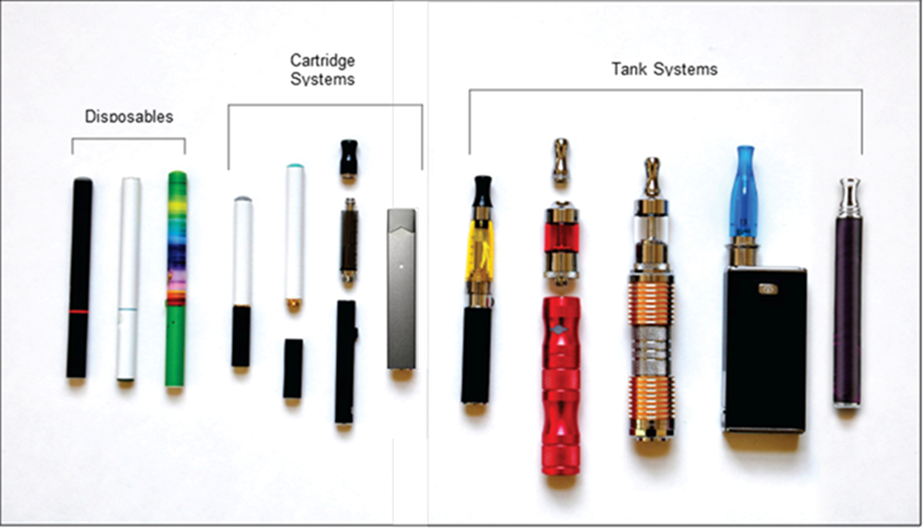 Cartridge
Systems
Tank Systems
Disposables